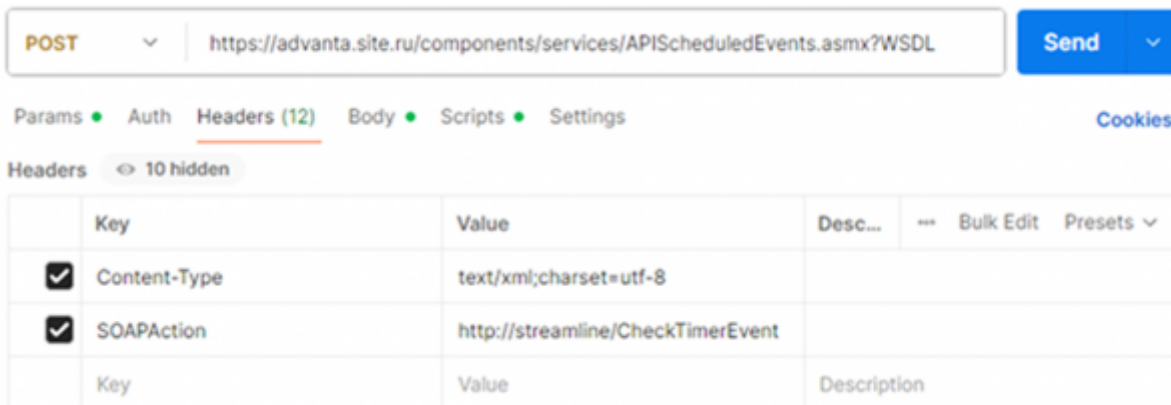 POST https://advanta.site.ru/components/services/APIScheduledEvents.asmx?WSDL Send
Params Auth Headers (12) Body Scripts Settings Cookies
Headers 10 hidden
Key Value Desc... ... Bulk Edit Presets
Content-Type text/xml;charset=utf-8
SOAPAction http://streamline/CheckTimerEvent
Key Value Description